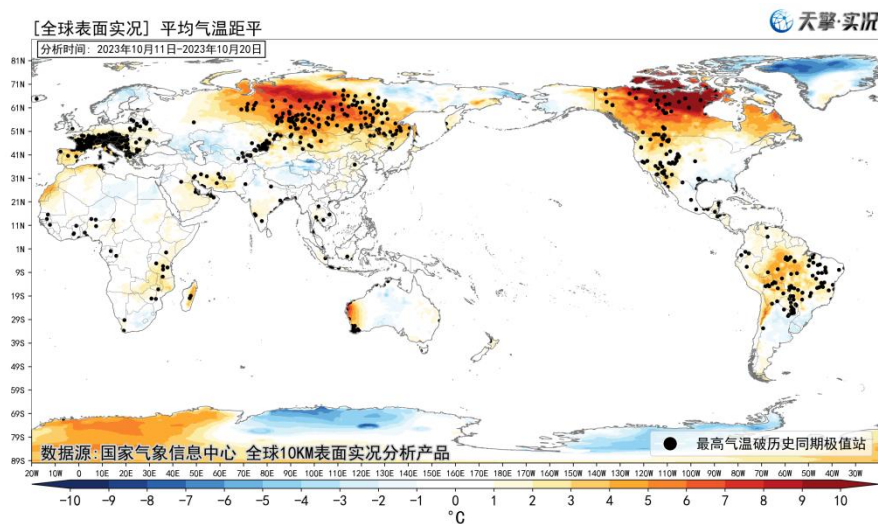 [全球表面实况] 平均气温距平
天擎·实况
分析时间: 2023年10月11日-2023年10月20日
81N
71N
61N
51N
41N
31N
21N
11N
1N
9S
19S
29S
39S
49S
59S
69S
79S
89S
数据源:国家气象信息中心 全球10KM表面实况分析产品
最高气温破历史同期极值站
20W 10W 0 10E 20E 30E 40E 50E 60E 70E 80E 90E 100E 110E 120E 130E 140E 150E 160E 170E 180 170W 160W 150W 140W 130W 120W 110W 100W 90W 80W 70W 60W 50W 40W 30W
-10 -9 -8 -7 -6 -5 -4 -3 -2 -1 0 1 2 3 4 5 6 7 8 9 10
°C